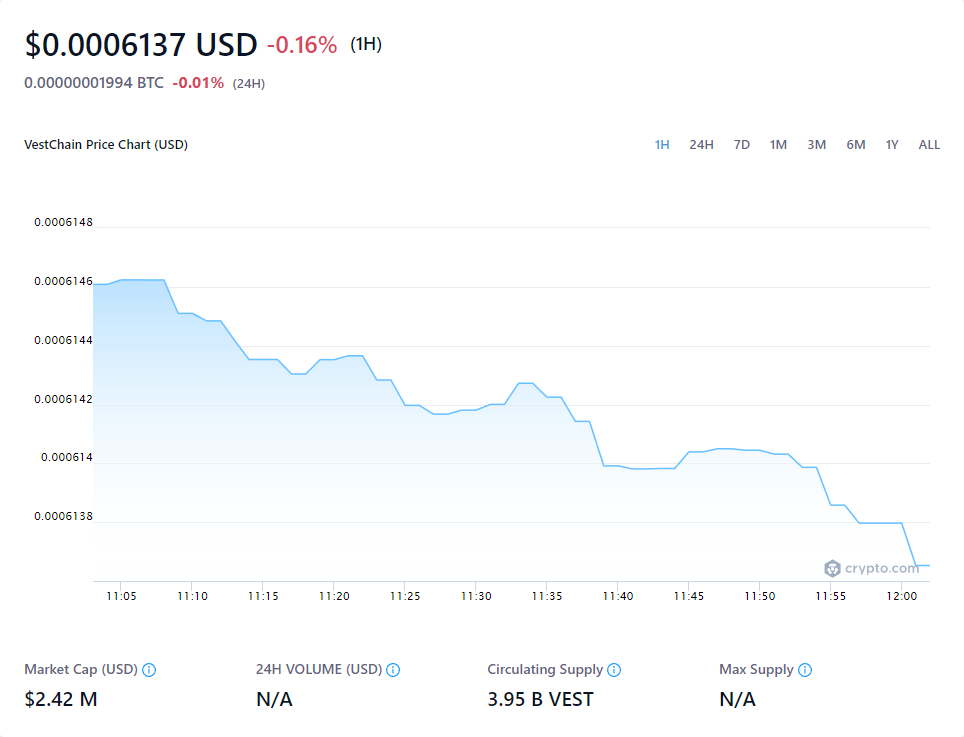 $0.0006137 USD -0.16% (1H)
0.00000001994 BTC -0.01% (24H)
VestChain Price Chart (USD)
1H 24H 7D 1M 3M 6M 1Y ALL
0.0006148
0.0006146
0.0006144
0.0006142
0.000614
0.0006138
crypto.com
11:05 11:10 11:15 11:20 11:25 11:30 11:35 11:40 11:45 11:50 11:55 12:00
Market Cap (USD) 24H VOLUME (USD) Circulating Supply Max Supply
$2.42 M N/A 3.95 B VEST N/A